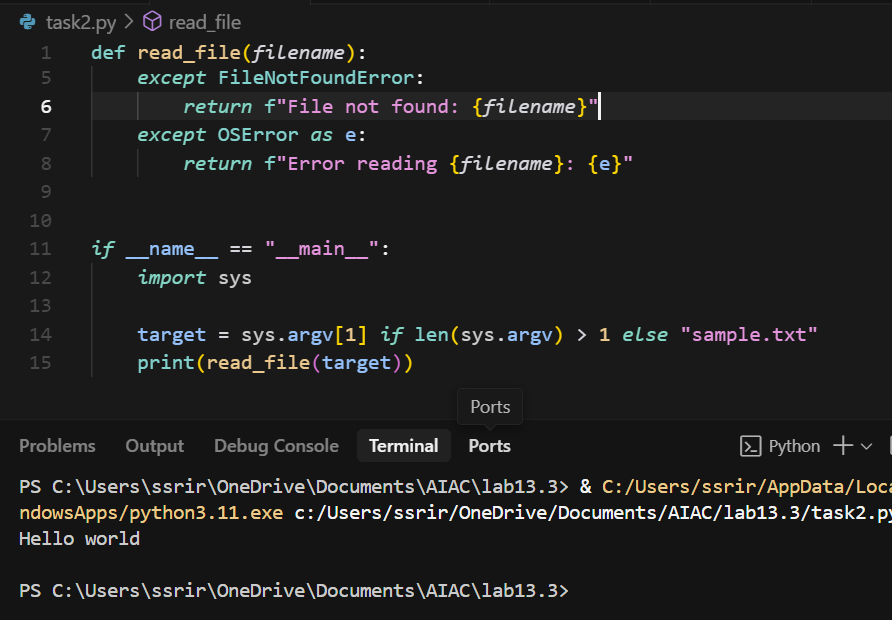 task2.py > read_file
1 def read_file(filename):
5 except FileNotFoundError:
6 return f"File not found: {filename}"
7 except OSError as e:
8 return f"Error reading {filename}: {e}"
9
10
11 if __name__ == "__main__":
12 import sys
13
14 target = sys.argv[1] if len(sys.argv) > 1 else "sample.txt"
15 print(read_file(target))
Ports
Problems Output Debug Console Terminal Ports Python
PS C:\Users\ssrir\OneDrive\Documents\AIAC\lab13.3> & C:/Users/ssrir/AppData/Loca
ndowsApps/python3.11.exe c:/Users/ssrir/OneDrive/Documents/AIAC/lab13.3/task2.py
Hello world
PS C:\Users\ssrir\OneDrive\Documents\AIAC\lab13.3>